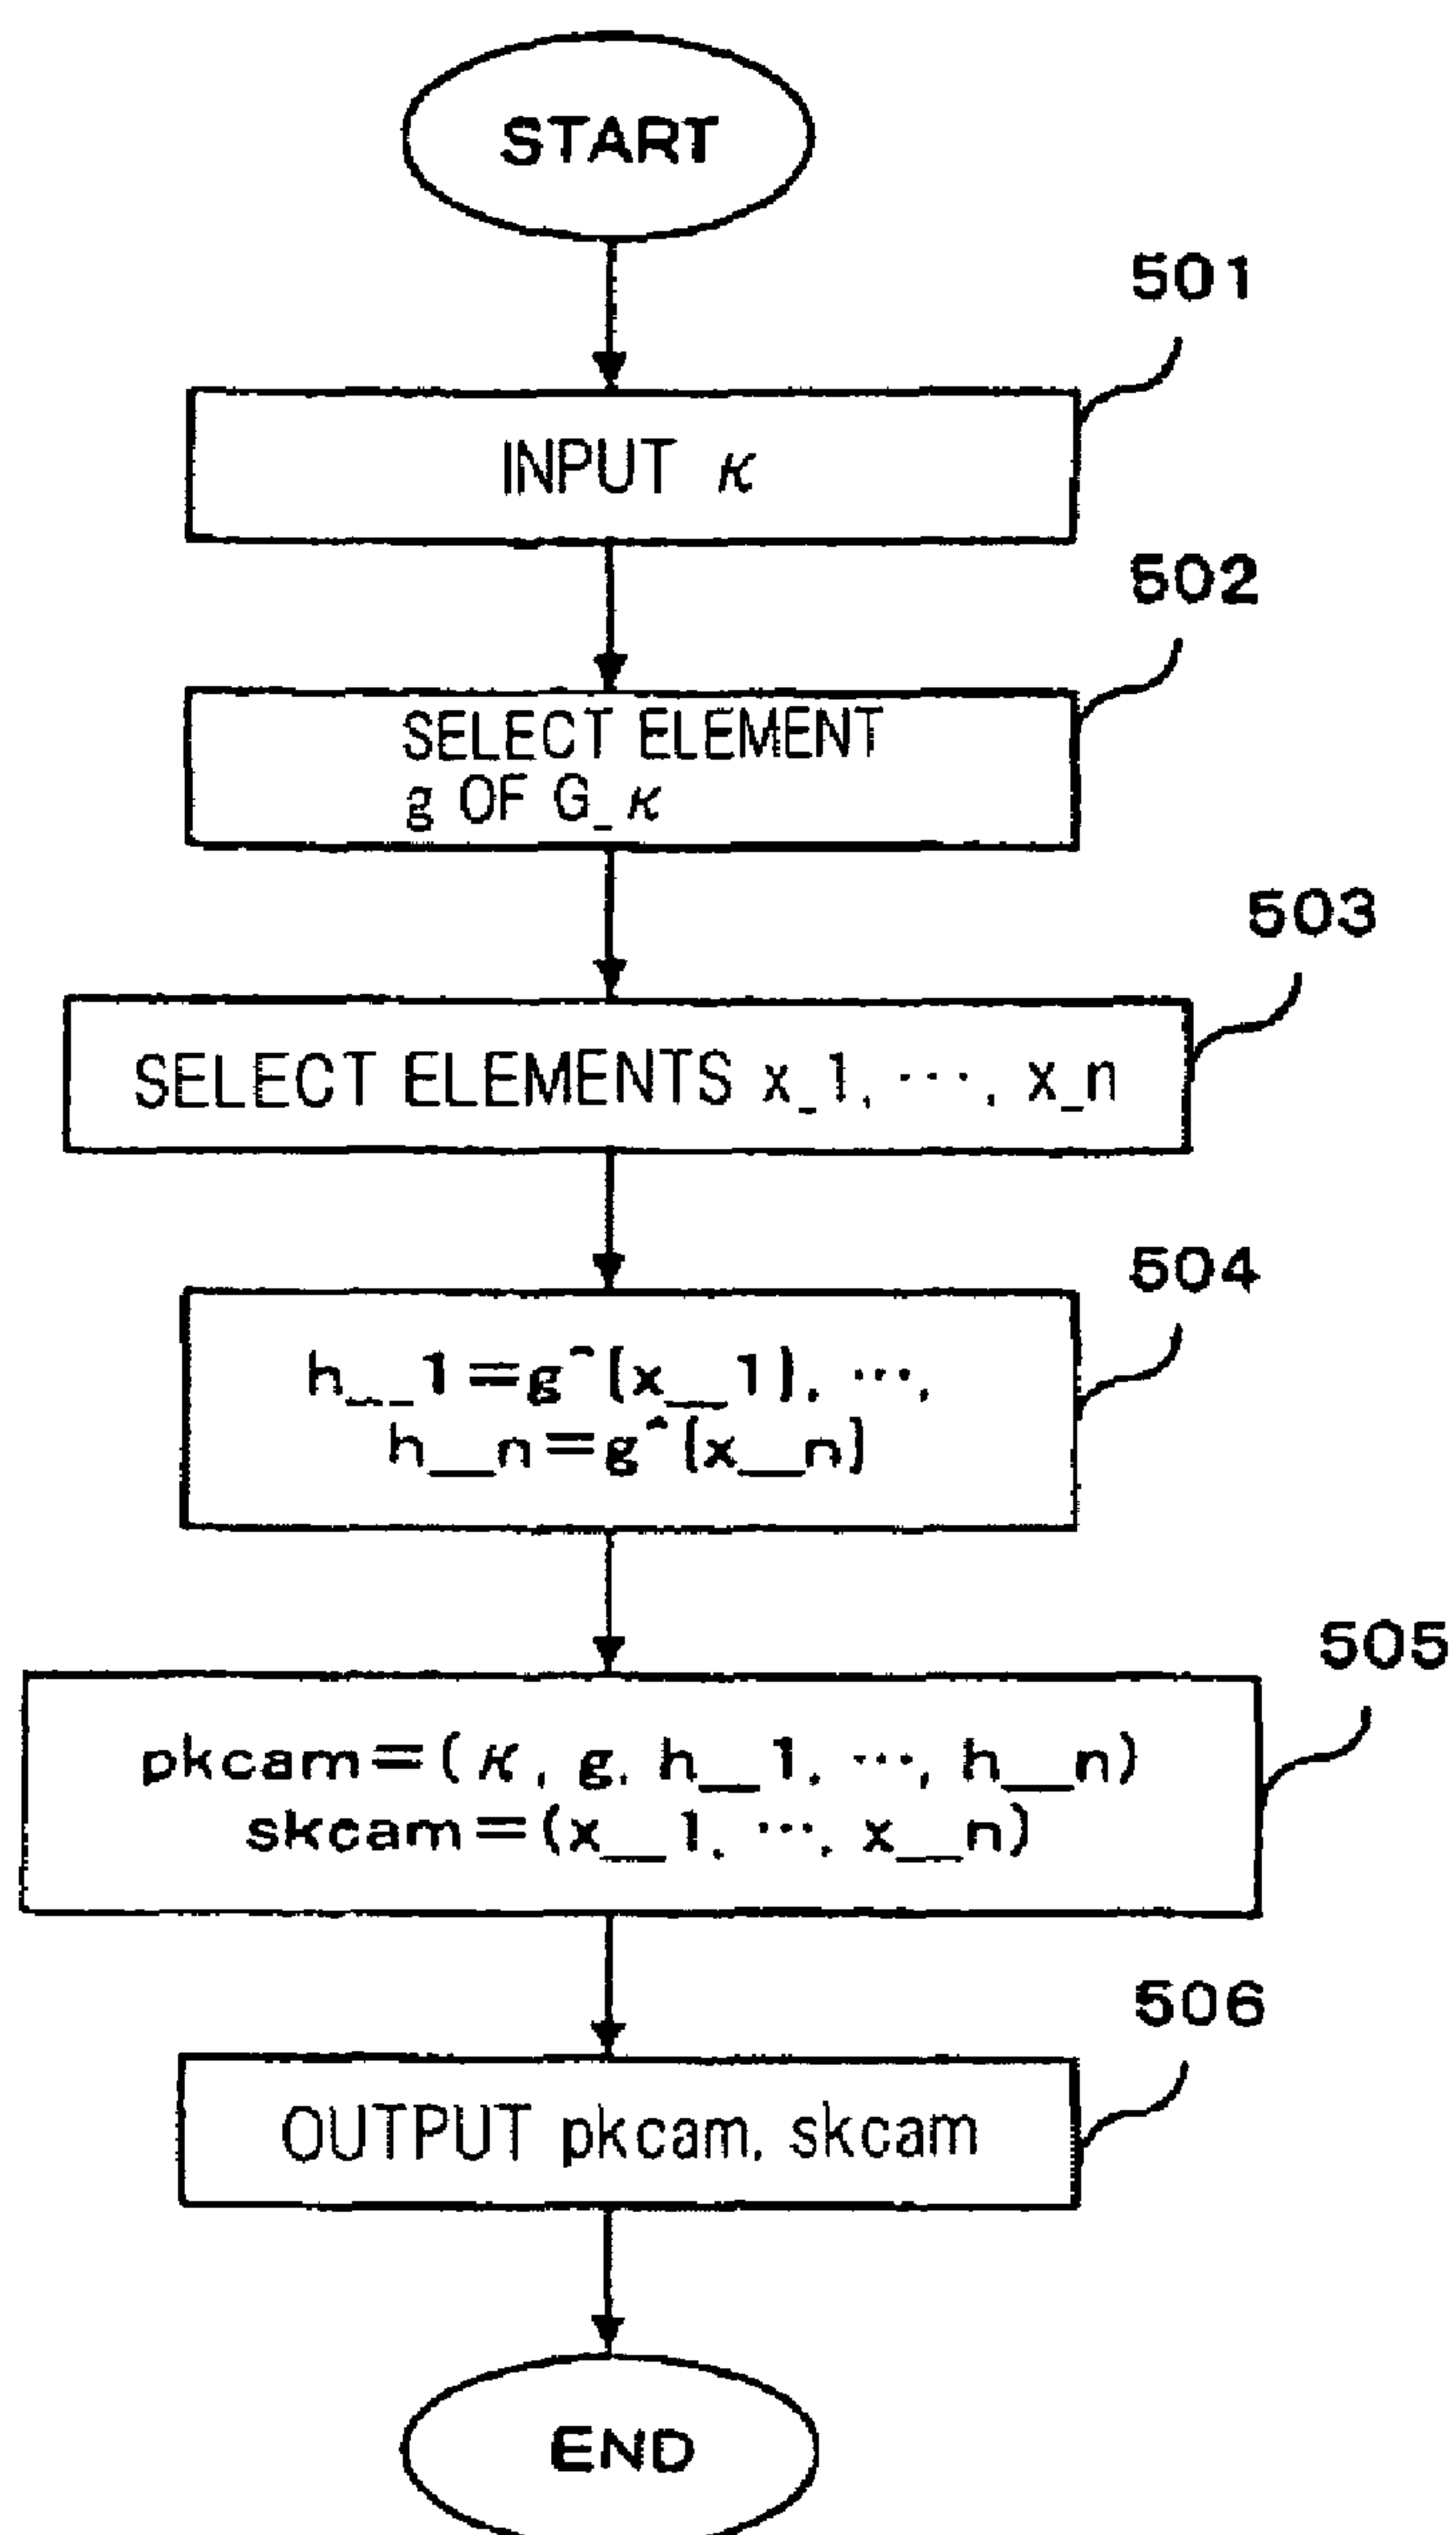 START
501
INPUT κ
502
SELECT ELEMENT
g OF G_κ
503
SELECT ELEMENTS x_1, ···, x_n
504
h__1=g^(x__1), ···,
h__n=g^(x__n)
505
pkcam=(κ, g, h__1, ···, h__n)
skcam=(x__1, ···, x__n)
506
OUTPUT pkcam, skcam
END